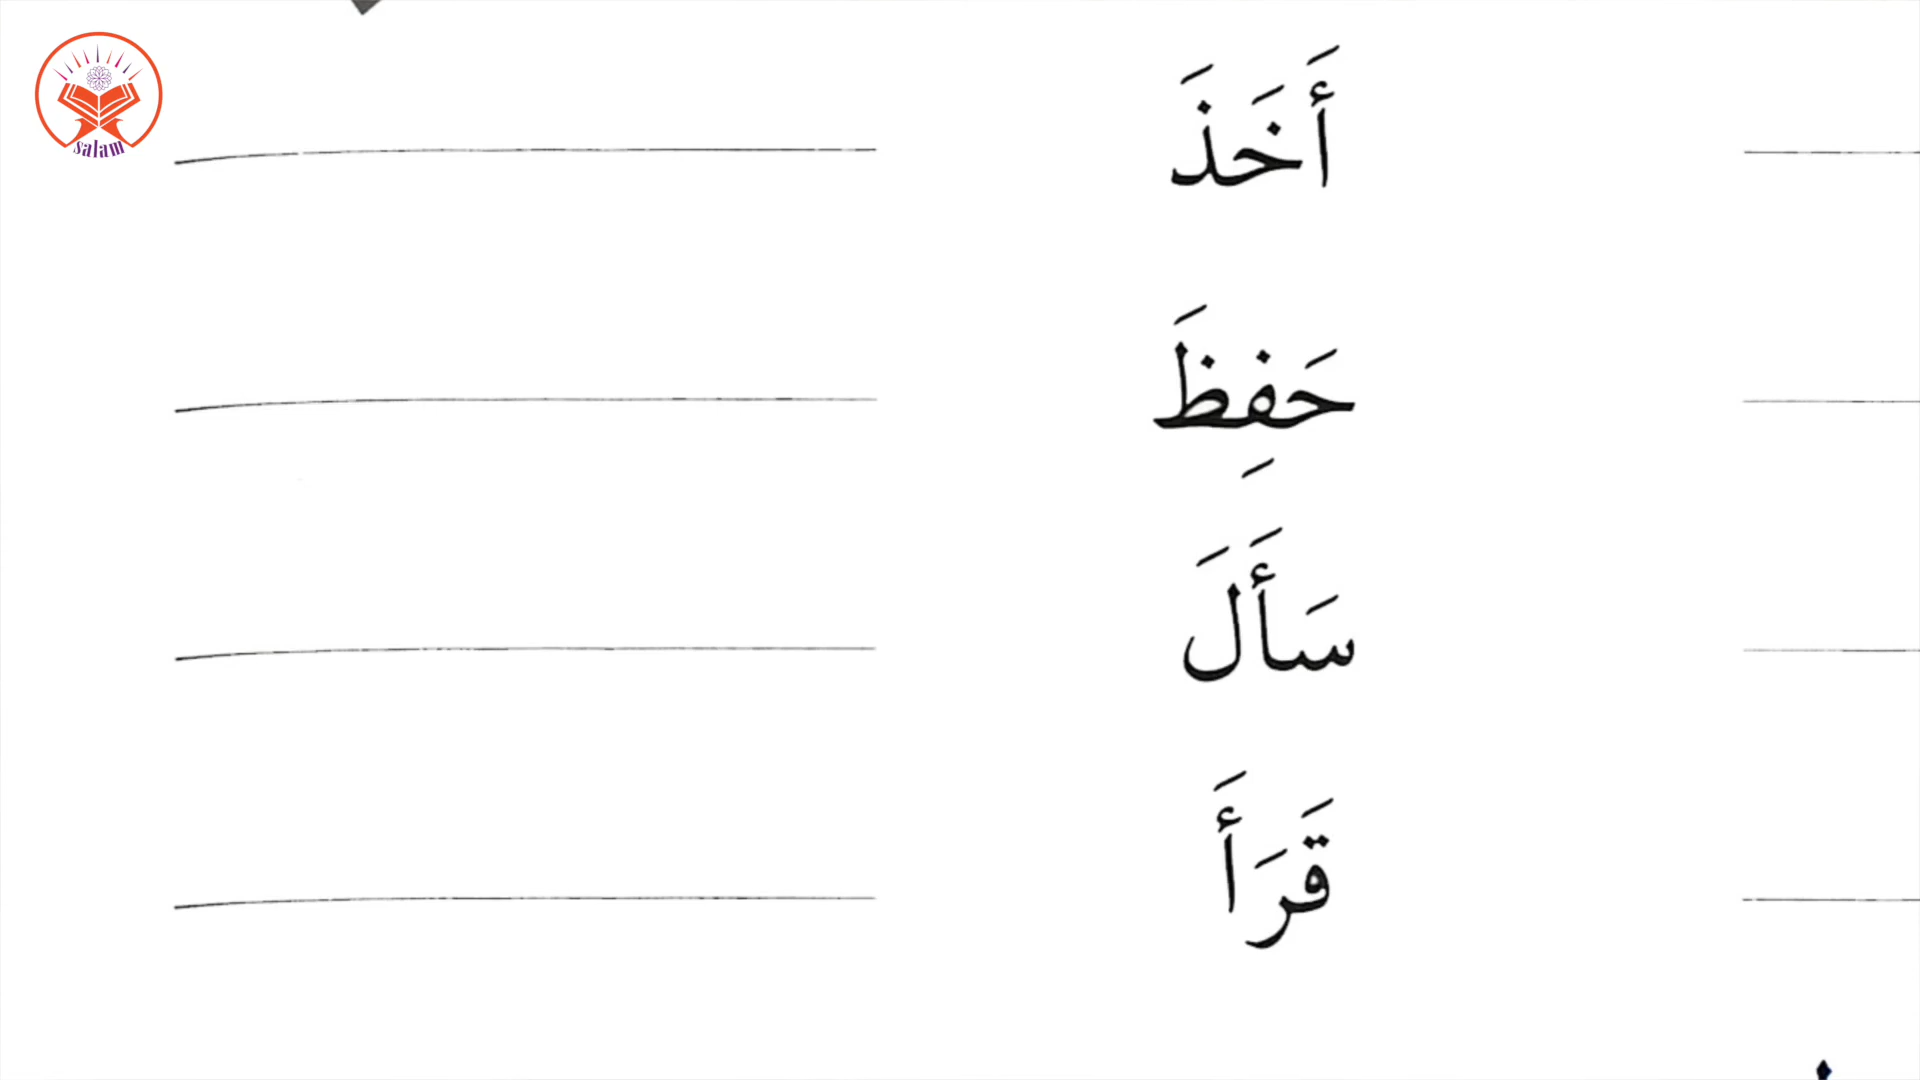 salam
أَخَذَ
حَفِظَ
سَأَلَ
قَرَأَ